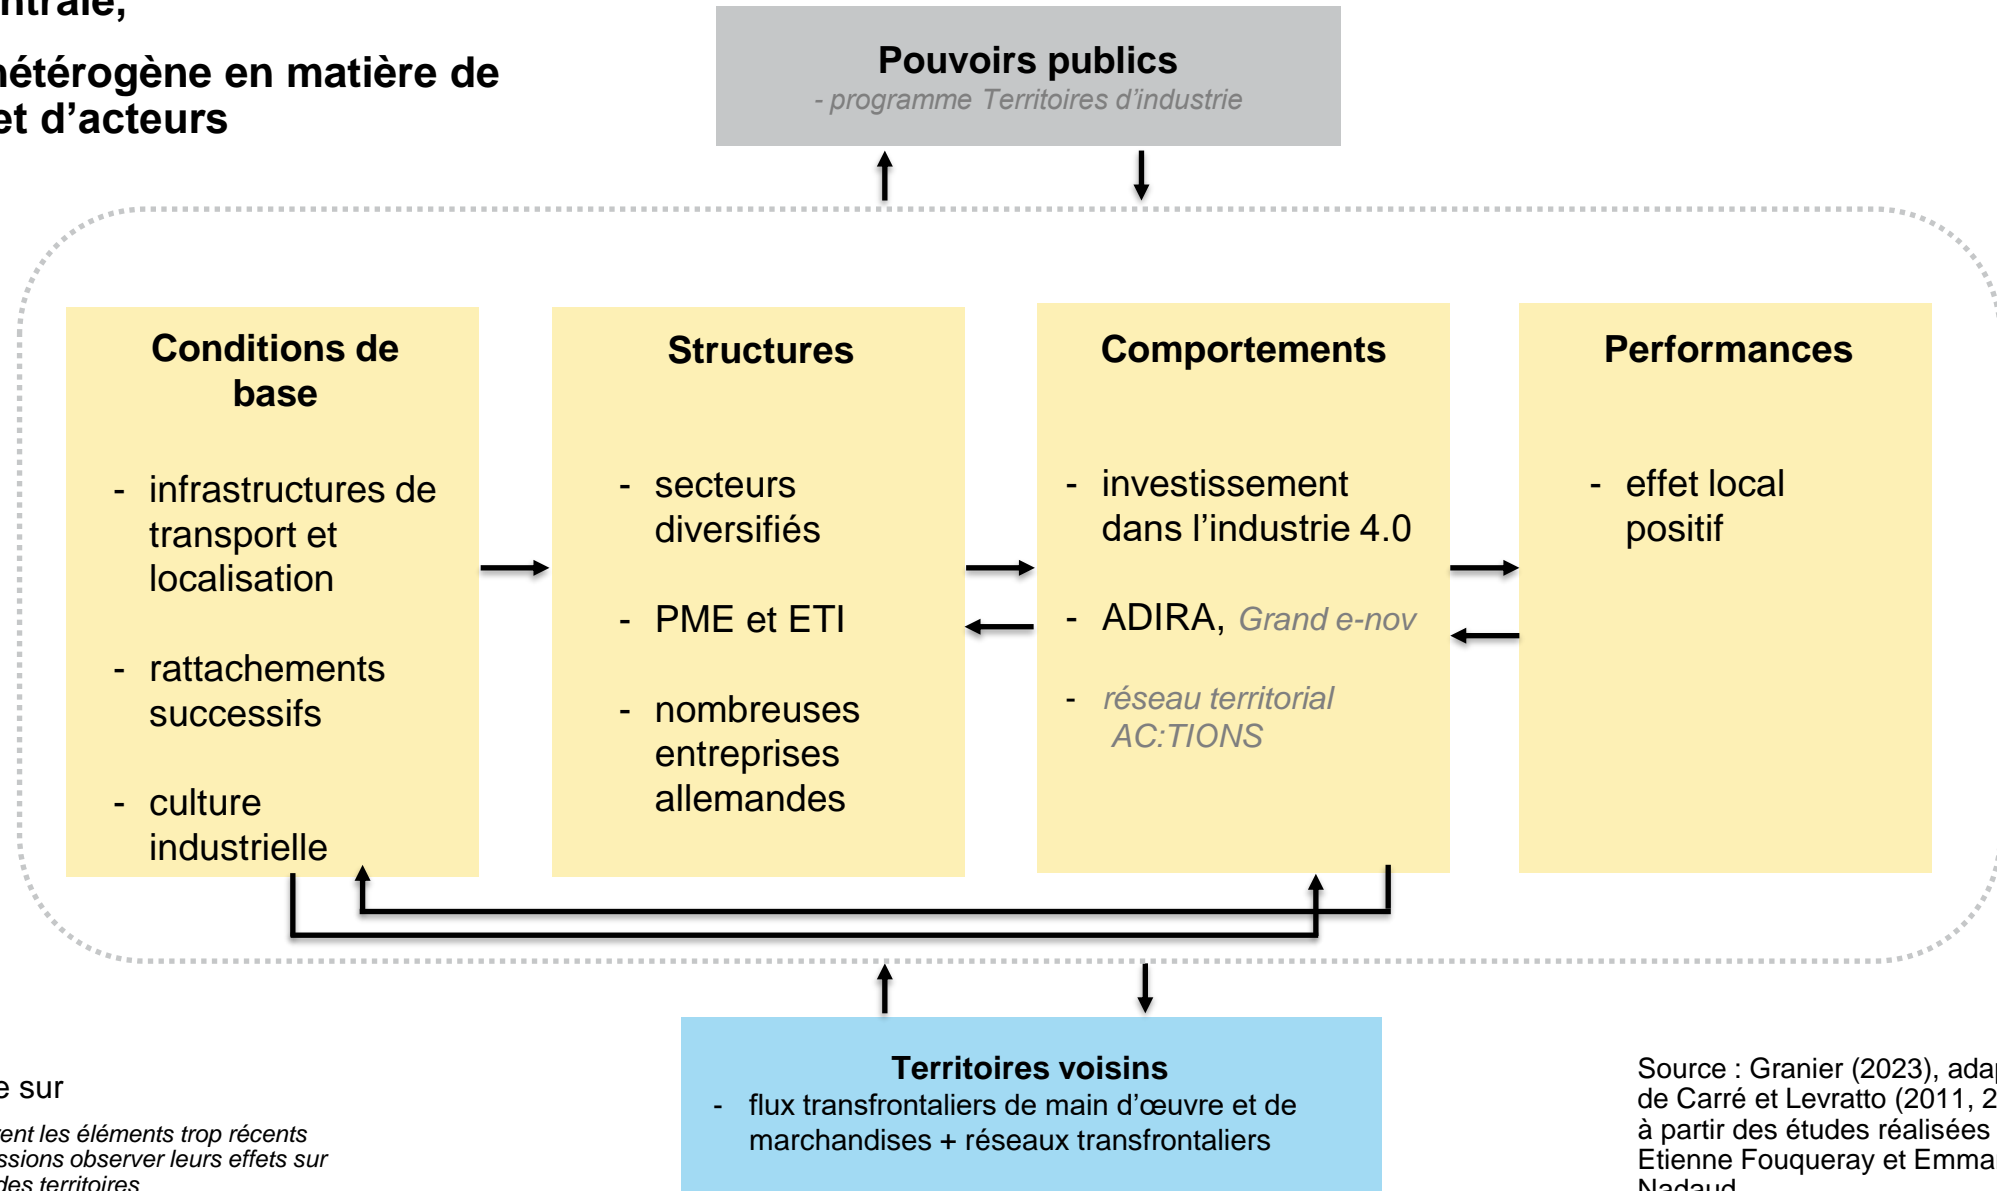 ntrale,
hétérogène en matière de
et d’acteurs
Pouvoirs publics
- programme Territoires d’industrie
Conditions de
base
- infrastructures de
transport et
localisation
- rattachements
successifs
- culture
industrielle
Structures
- secteurs
diversifiés
- PME et ETI
- nombreuses
entreprises
allemandes
Comportements
- investissement
dans l’industrie 4.0
- ADIRA, Grand e-nov
- réseau territorial
AC:TIONS
Performances
- effet local
positif
Territoires voisins
- flux transfrontaliers de main d’œuvre et de
marchandises + réseaux transfrontaliers
e sur
rent les éléments trop récents
ssions observer leurs effets sur
des territoires
Source : Granier (2023), adap
de Carré et Levratto (2011, 2
à partir des études réalisées
Etienne Fouqueray et Emma
Nadaud